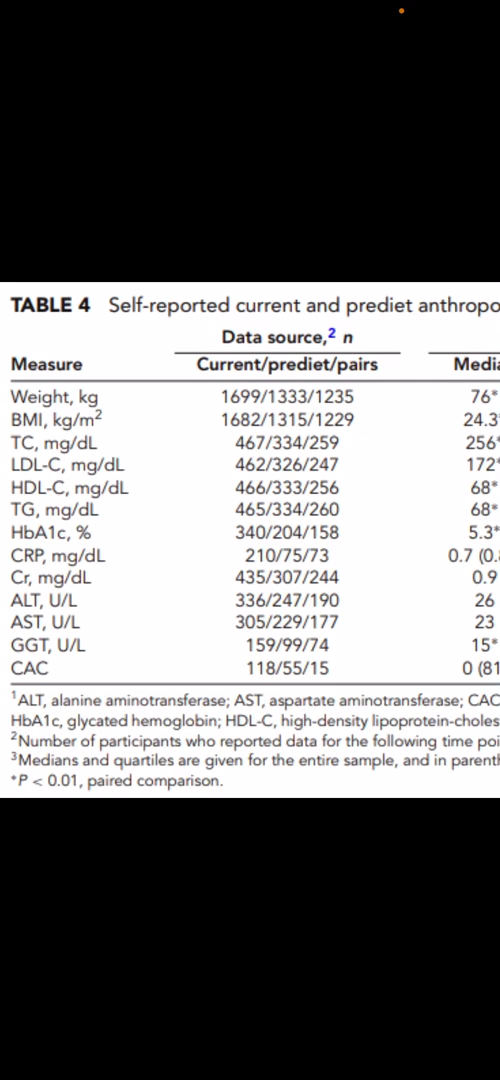 TABLE 4 Self-reported current and prediet anthropo
Data source,2 n
Measure Current/prediet/pairs Media
Weight, kg 1699/1333/1235 76*
BMI, kg/m2 1682/1315/1229 24.3*
TC, mg/dL 467/334/259 256*
LDL-C, mg/dL 462/326/247 172*
HDL-C, mg/dL 466/333/256 68*
TG, mg/dL 465/334/260 68*
HbA1c, % 340/204/158 5.3*
CRP, mg/dL 210/75/73 0.7 (0.
Cr, mg/dL 435/307/244 0.9
ALT, U/L 336/247/190 26
AST, U/L 305/229/177 23
GGT, U/L 159/99/74 15*
CAC 118/55/15 0 (81
1ALT, alanine aminotransferase; AST, aspartate aminotransferase; CAC
HbA1c, glycated hemoglobin; HDL-C, high-density lipoprotein-choles
2Number of participants who reported data for the following time poi
3Medians and quartiles are given for the entire sample, and in parenth
*P < 0.01, paired comparison.